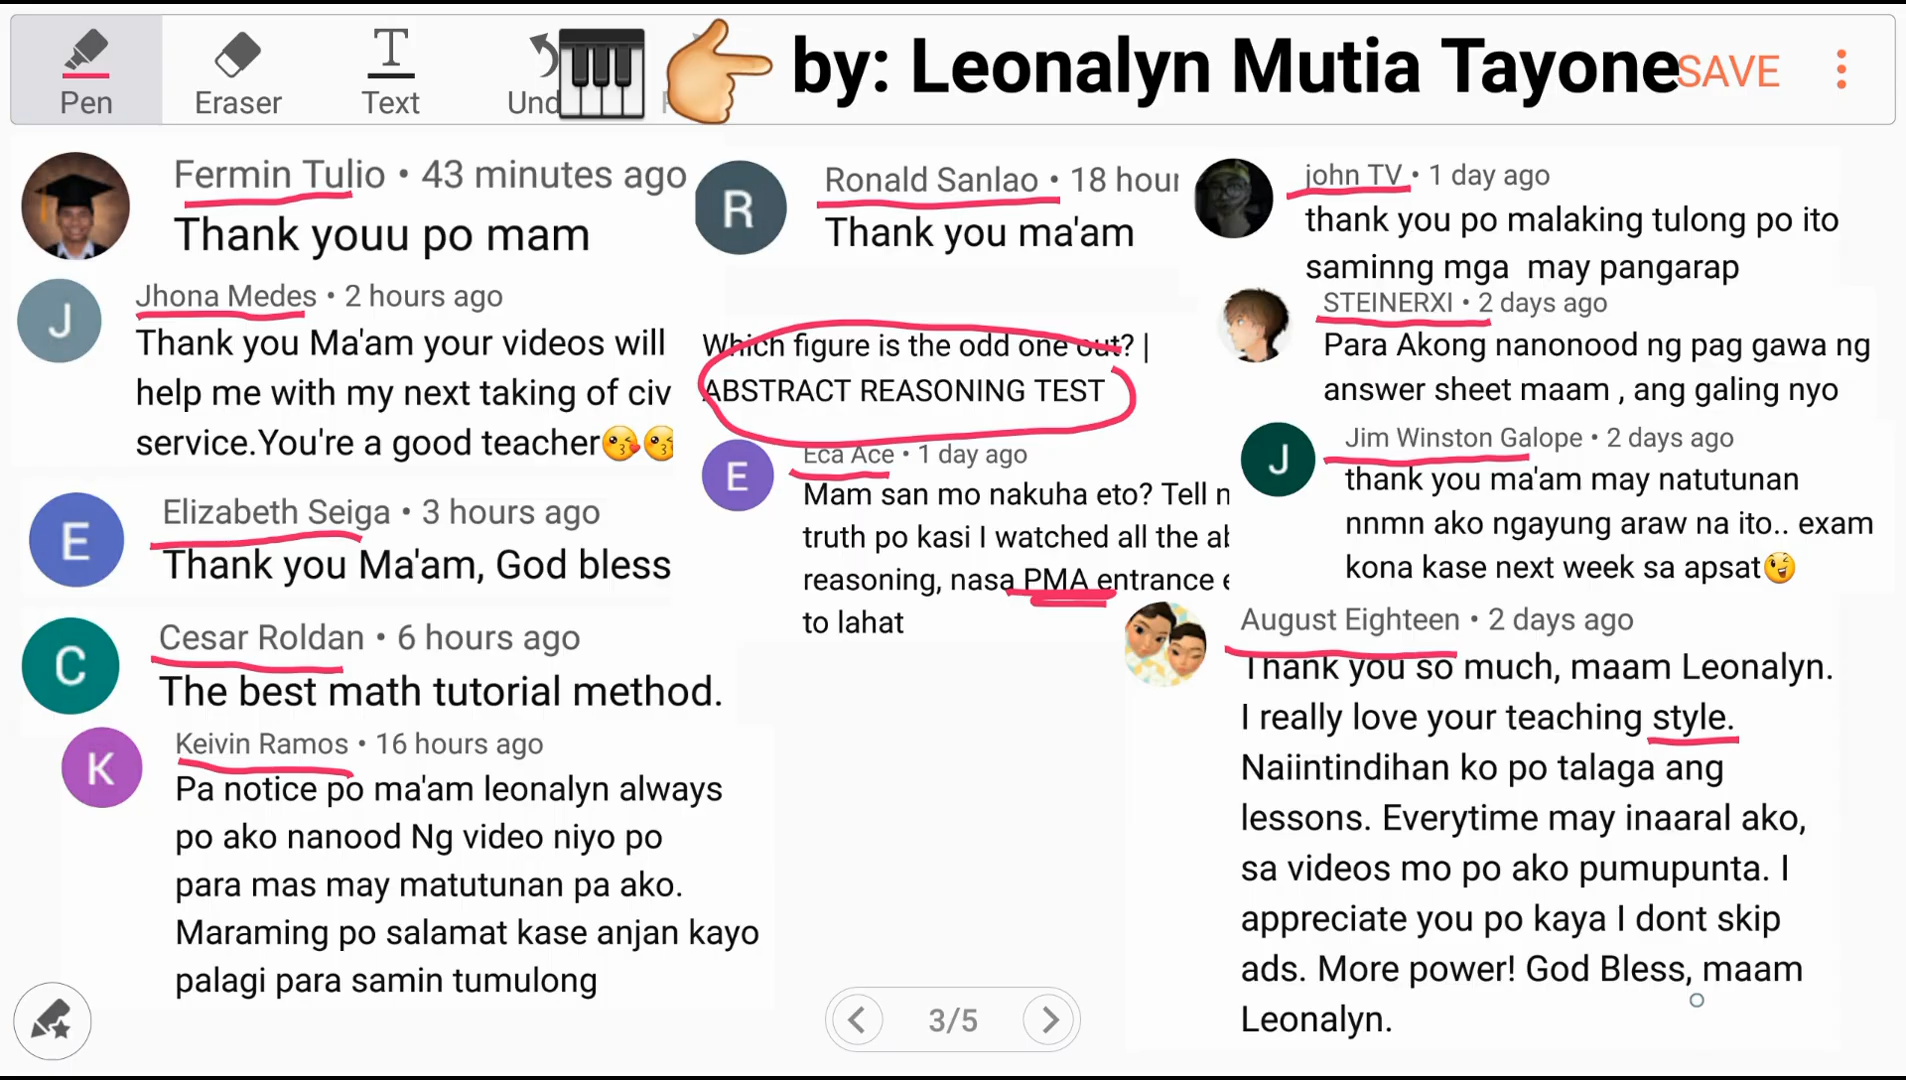 Pen
Eraser
Text
by: Leonalyn Mutia Tayone
SAVE
Fermin Tulio • 43 minutes ago
Thank youu po mam
J
Jhona Medes • 2 hours ago
Thank you Ma'am your videos will
help me with my next taking of civ
service.You're a good teacher😘😘
E
Elizabeth Seiga • 3 hours ago
Thank you Ma'am, God bless
C
Cesar Roldan • 6 hours ago
The best math tutorial method.
K
Keivin Ramos • 16 hours ago
Pa notice po ma'am leonalyn always
po ako nanood Ng video niyo po
para mas may matutunan pa ako.
Maraming po salamat kase anjan kayo
palagi para samin tumulong
R
Ronald Sanlao • 18 hour
Thank you ma'am
Which figure is the odd one out? |
ABSTRACT REASONING TEST
E
Eca Ace • 1 day ago
Mam san mo nakuha eto? Tell
truth po kasi I watched all the
reasoning, nasa PMA entrance
to lahat
john TV • 1 day ago
thank you po malaking tulong po ito
saminng mga may pangarap
STEINERXI • 2 days ago
Para Akong nanonood ng pag gawa ng
answer sheet maam , ang galing nyo
J
Jim Winston Galope • 2 days ago
thank you ma'am may natutunan
nnmn ako ngayung araw na ito.. exam
kona kase next week sa apsat😜
August Eighteen • 2 days ago
Thank you so much, maam Leonalyn.
I really love your teaching style.
Naiintindihan ko po talaga ang
lessons. Everytime may inaaral ako,
sa videos mo po ako pumupunta. I
appreciate you po kaya I dont skip
ads. More power! God Bless, maam
Leonalyn.
3/5